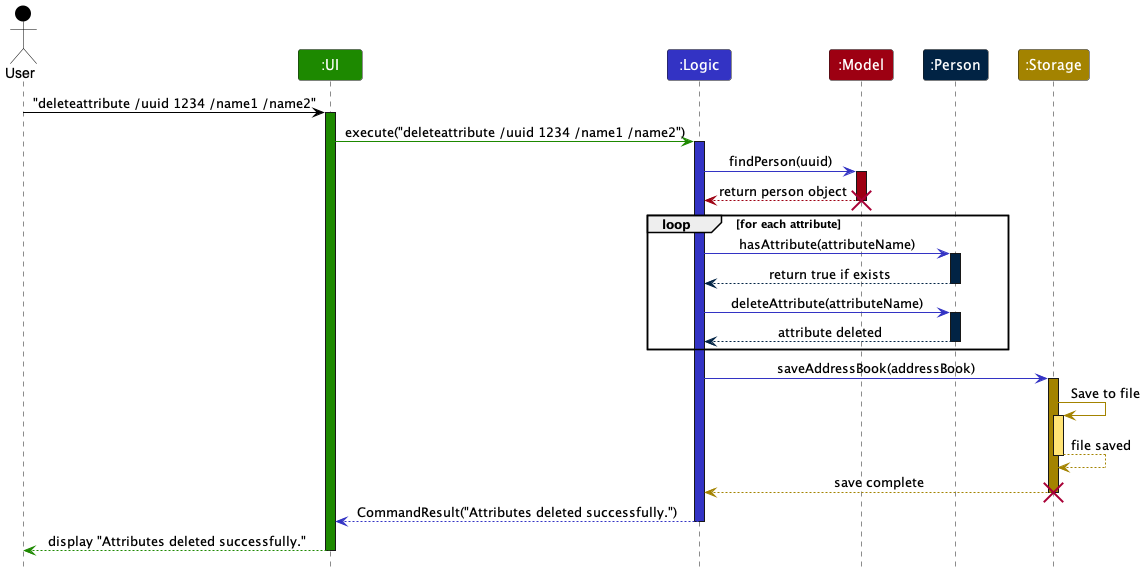 User
:UI
:Logic
:Model
:Person
:Storage
"deleteattribute /uuid 1234 /name1 /name2"
execute("deleteattribute /uuid 1234 /name1 /name2")
findPerson(uuid)
return person object
loop [for each attribute]
hasAttribute(attributeName)
return true if exists
deleteAttribute(attributeName)
attribute deleted
saveAddressBook(addressBook)
Save to file
file saved
save complete
CommandResult("Attributes deleted successfully.")
display "Attributes deleted successfully."